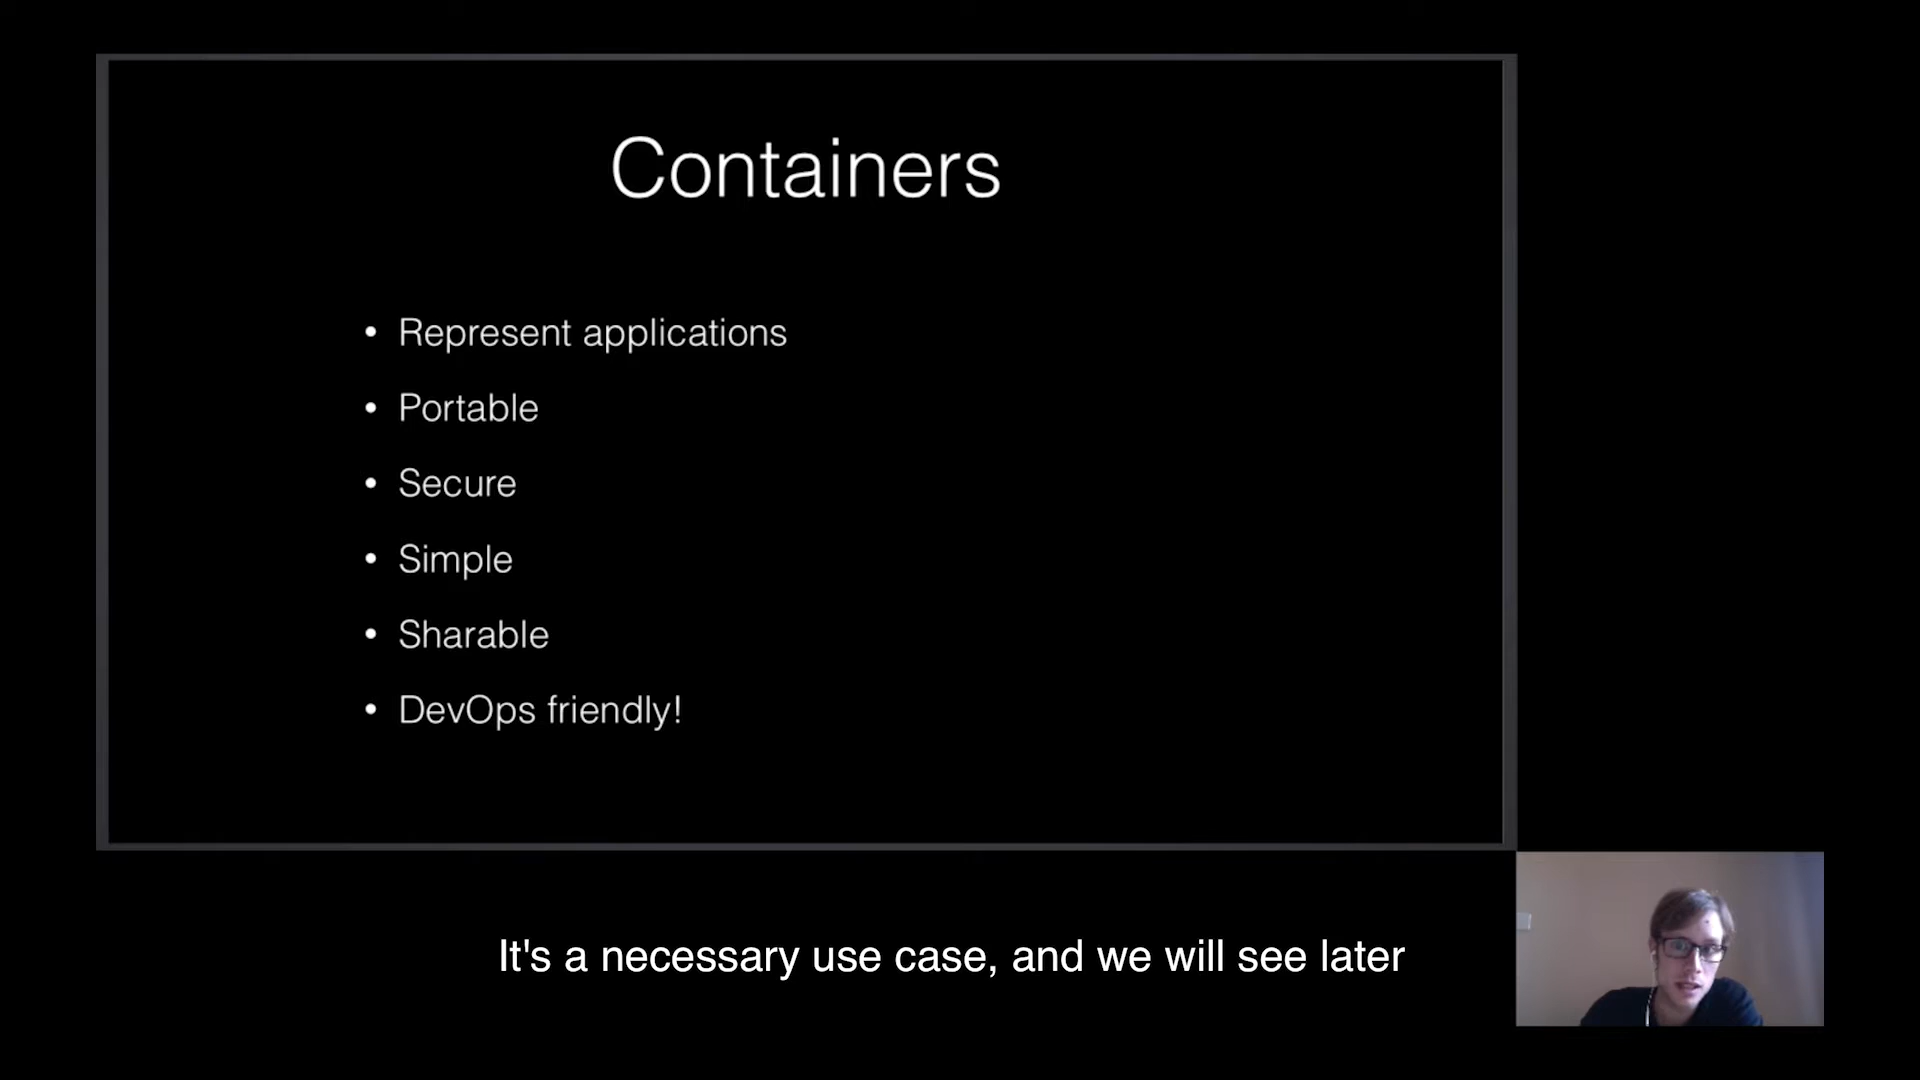 Containers
• Represent applications
• Portable
• Secure
• Simple
• Sharable
• DevOps friendly!
It's a necessary use case, and we will see later